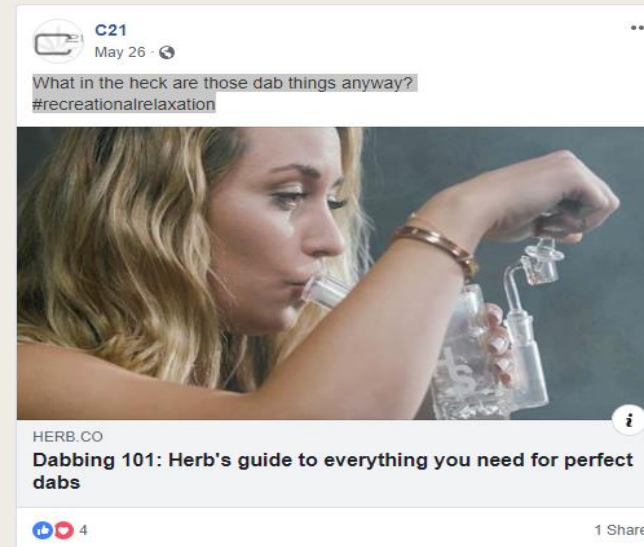 C21
May 26
What in the heck are those dab things anyway?
#recreationalrelaxation
HERB.CO
Dabbing 101: Herb's guide to everything you need for perfect
dabs
4
1 Share